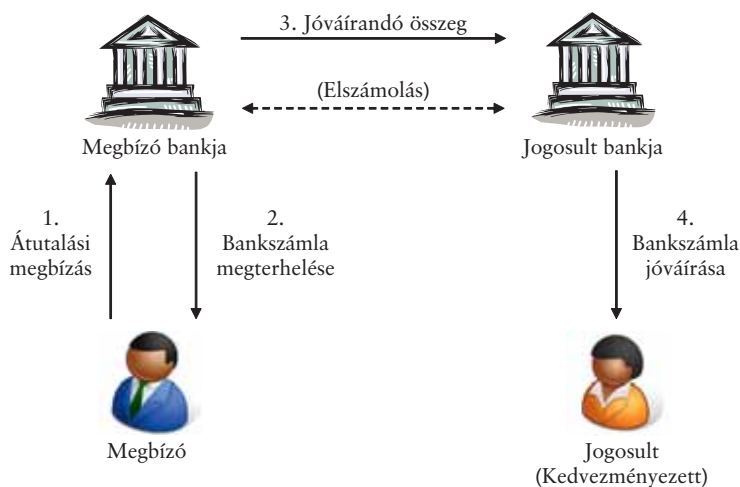 3. Jóváírandó összeg
(Elszámolás)
Megbízó bankja
Jogosult bankja
1.
Átutalási
megbízás
2.
Bankszámla
megterhelése
4.
Bankszámla
jóváírása
Megbízó
Jogosult
(Kedvezményezett)